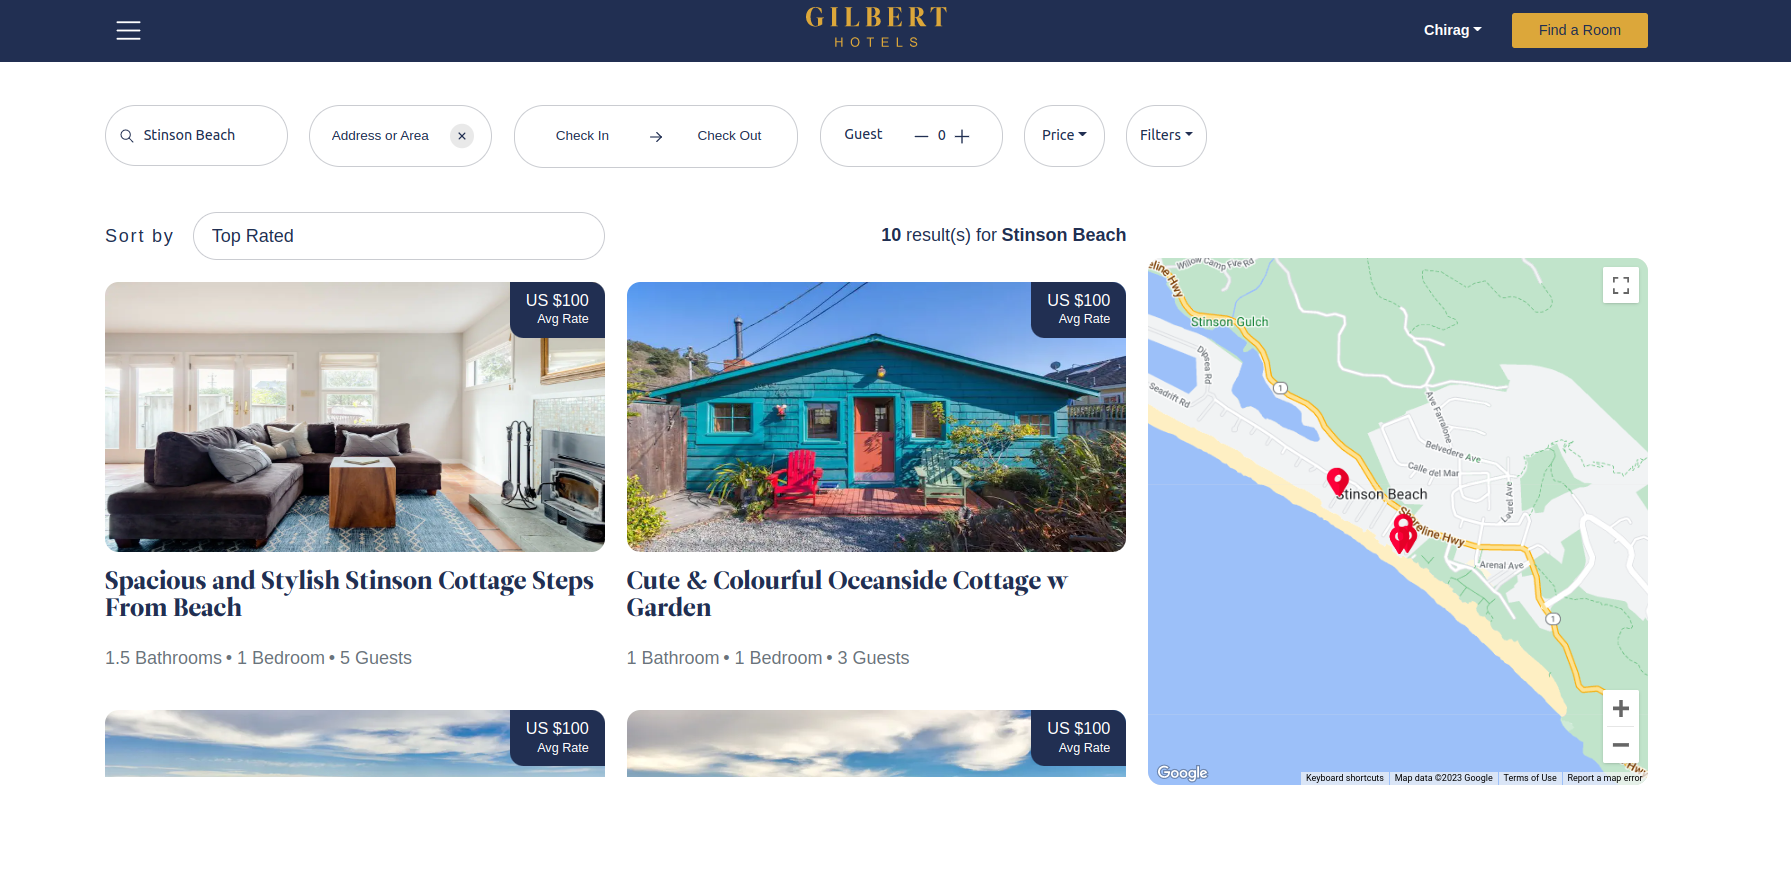 GILBERT
HOTELS
Chirag
Find a Room
Stinson Beach
Address or Area
Check In
Check Out
Guest
0
Price
Filters
Sort by
Top Rated
10 result(s) for Stinson Beach
US $100
Avg Rate
US $100
Avg Rate
Spacious and Stylish Stinson Cottage Steps
From Beach
Cute & Colourful Oceanside Cottage w
Garden
1.5 Bathrooms • 1 Bedroom • 5 Guests
1 Bathroom • 1 Bedroom • 3 Guests
US $100
Avg Rate
US $100
Avg Rate
eline Hwy
Willow Camp Fire Rd
Stinson Gulch
Dipsea Rd
Seadrift Rd
1
Ave Farralone
Belvedere Ave
Calle del Mar
Laurel Ave
Stinson Beach
Shoreline Hwy
Arenal Ave
1
Hwy
Google
Keyboard shortcuts
Map data ©2023 Google
Terms of Use
Report a map error